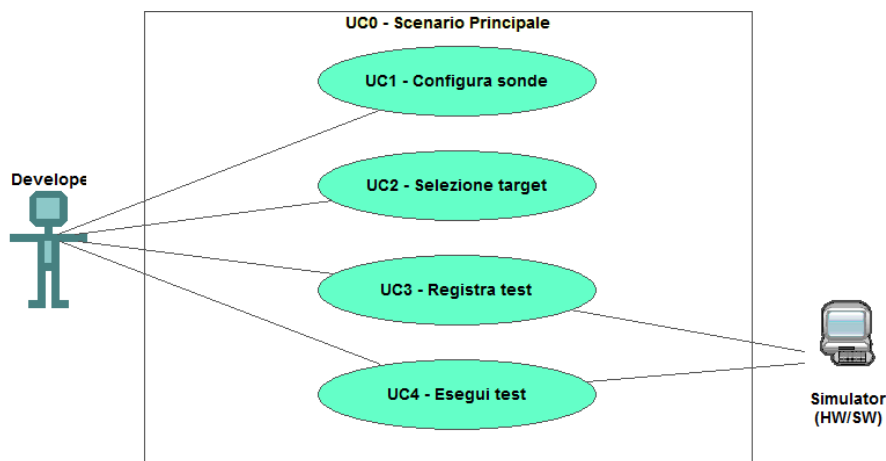 UC0 - Scenario Principale
UC1 - Configura sonde
Develope
UC2 - Selezione target
UC3 - Registra test
UC4 - Esegui test
Simulator
(HW/SW)